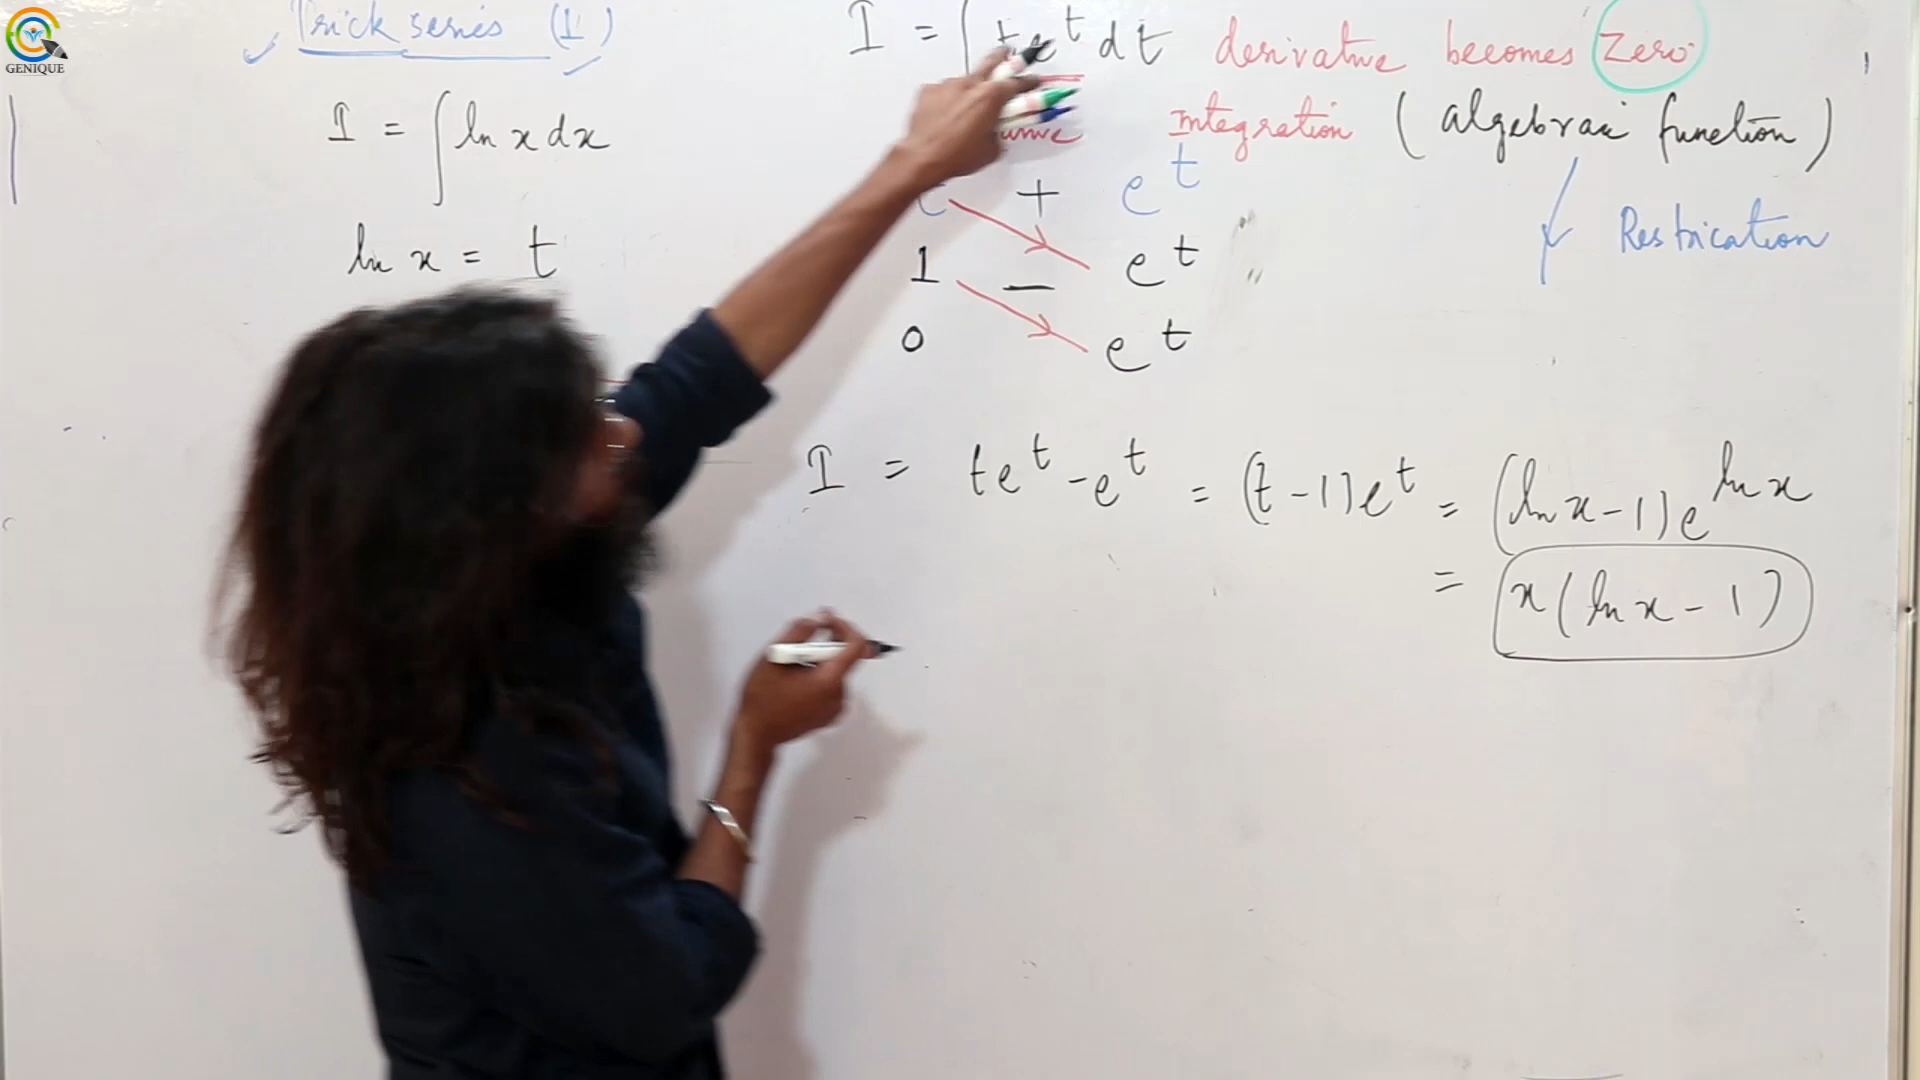 GENIQUE
Trick series (1)
I = ∫ ln x dx
ln x = t
I = ∫ t e^t dt
derivative becomes Zero
Integration (algebraic function)
Restrication
t + e^t
1 - e^t
0 e^t
I = te^t - e^t = (t - 1)e^t = (ln x - 1) e^ln x
= x(ln x - 1)